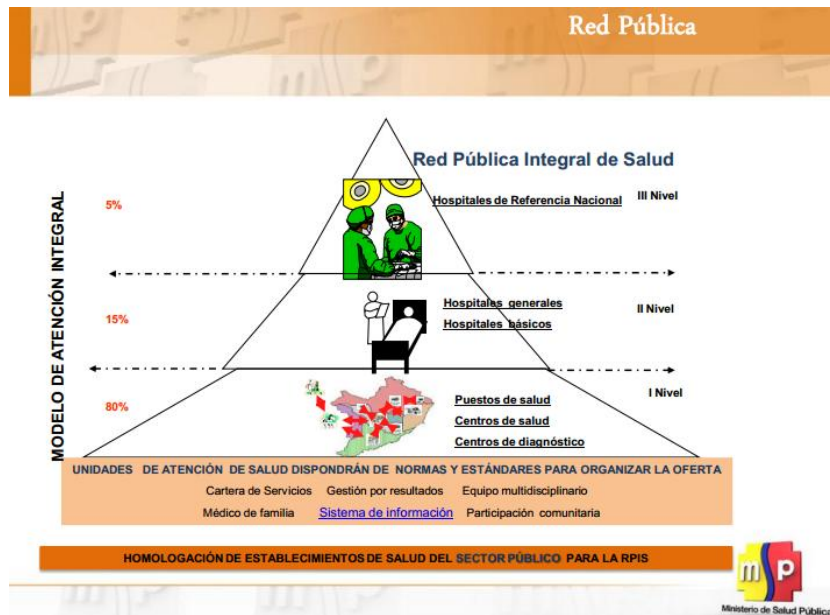 Red Pública
Red Pública Integral de Salud
MODELO DE ATENCIÓN INTEGRAL
5%
Hospitales de Referencia Nacional
III Nivel
15%
Hospitales generales
Hospitales básicos
II Nivel
80%
Puestos de salud
Centros de salud
Centros de diagnóstico
I Nivel
UNIDADES DE ATENCIÓN DE SALUD DISPONDRÁN DE NORMAS Y ESTÁNDARES PARA ORGANIZAR LA OFERTA
Cartera de Servicios Gestión por resultados Equipo multidisciplinario
Médico de familia Sistema de información Participación comunitaria
HOMOLOGACIÓN DE ESTABLECIMIENTOS DE SALUD DEL SECTOR PÚBLICO PARA LA RPIS
msp
Ministerio de Salud Pública